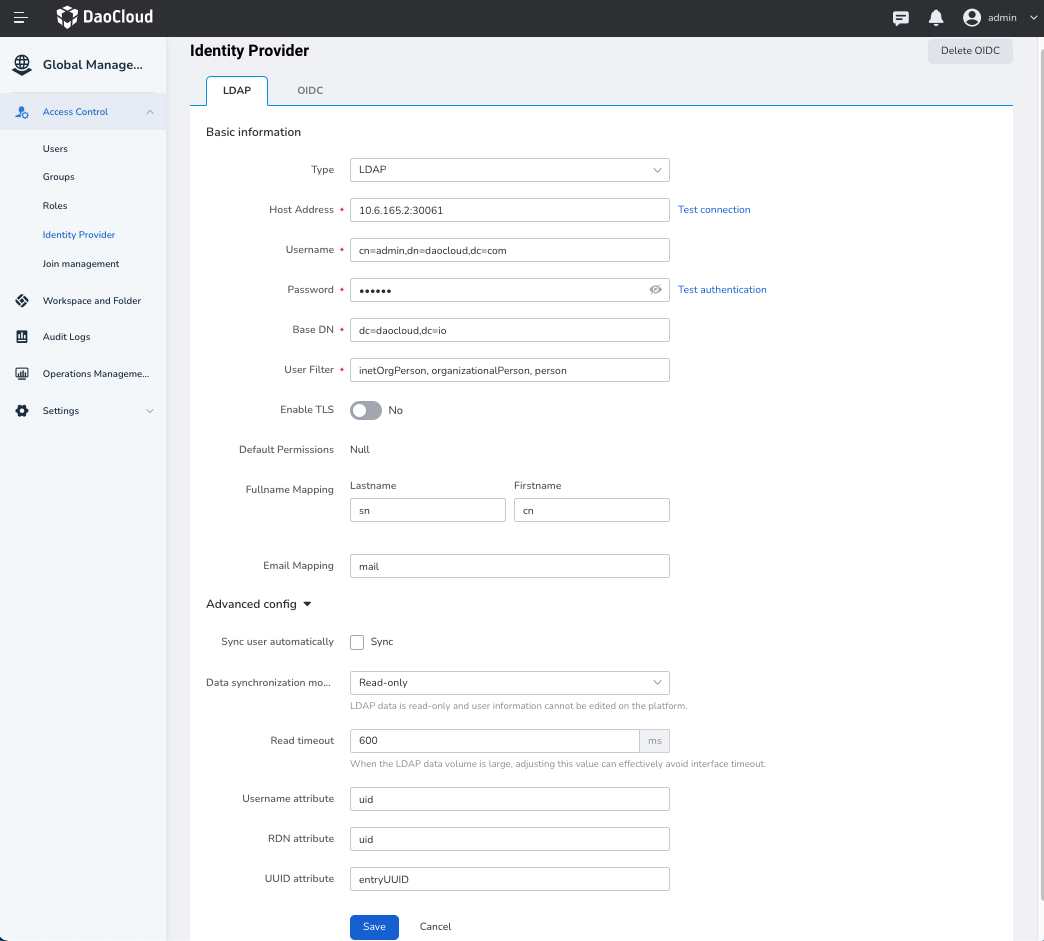 DaoCloud
admin
Global Manage...
Access Control
Users
Groups
Roles
Identity Provider
Join management
Workspace and Folder
Audit Logs
Operations Manageme...
Settings
Identity Provider
Delete OIDC
LDAP
OIDC
Basic information
Type
LDAP
Host Address •
10.6.165.2:30061
Test connection
Username •
cn=admin,dn=daocloud,dc=com
Password •
••••••
Test authentication
Base DN •
dc=daocloud,dc=io
User Filter •
inetOrgPerson, organizationalPerson, person
Enable TLS
No
Default Permissions
Null
Fullname Mapping
Lastname
Firstname
sn
cn
Email Mapping
mail
Advanced config
Sync user automatically
Sync
Data synchronization mo...
Read-only
LDAP data is read-only and user information cannot be edited on the platform.
Read timeout
600
ms
When the LDAP data volume is large, adjusting this value can effectively avoid interface timeout.
Username attribute
uid
RDN attribute
uid
UUID attribute
entryUUID
Save
Cancel